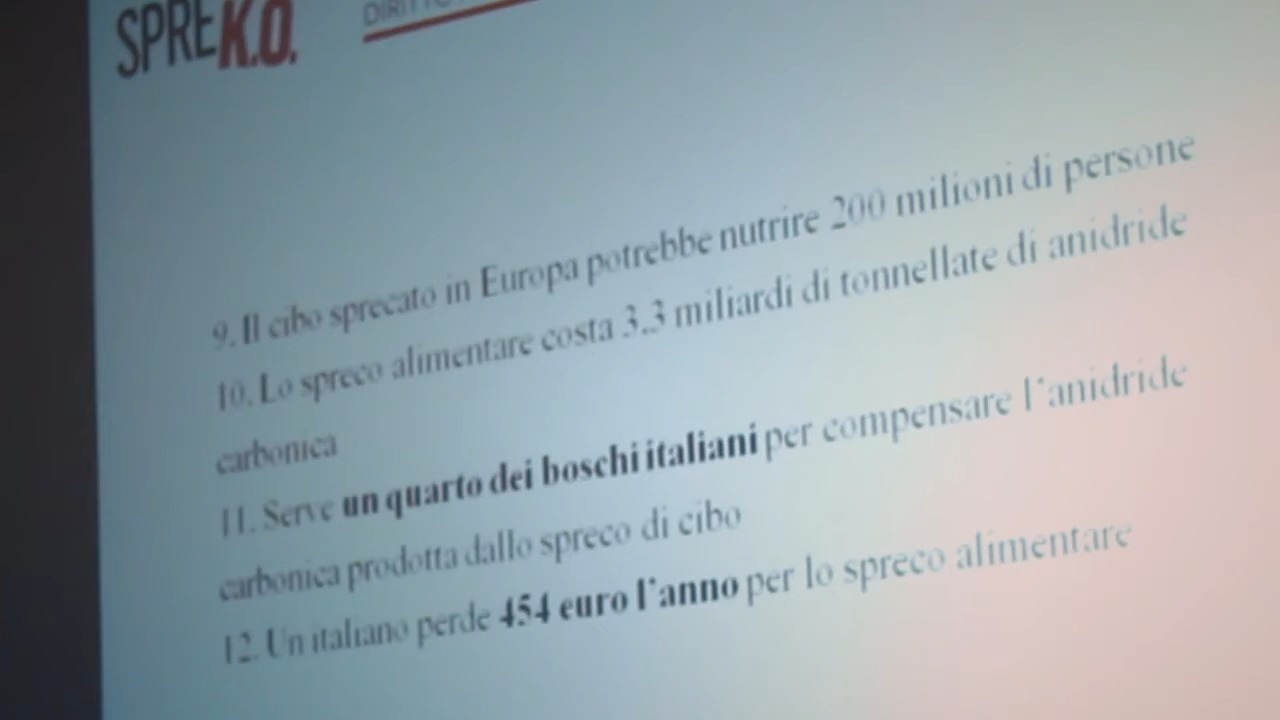 SPREK.O.
9. Il cibo sprecato in Europa potrebbe nutrire 200 milioni di persone
10. Lo spreco alimentare costa 3.3 miliardi di tonnellate di anidride
carbonica
11. Serve un quarto dei boschi italiani per compensare l'anidride
carbonica prodotta dallo spreco di cibo
12. Un italiano perde 454 euro l'anno per lo spreco alimentare